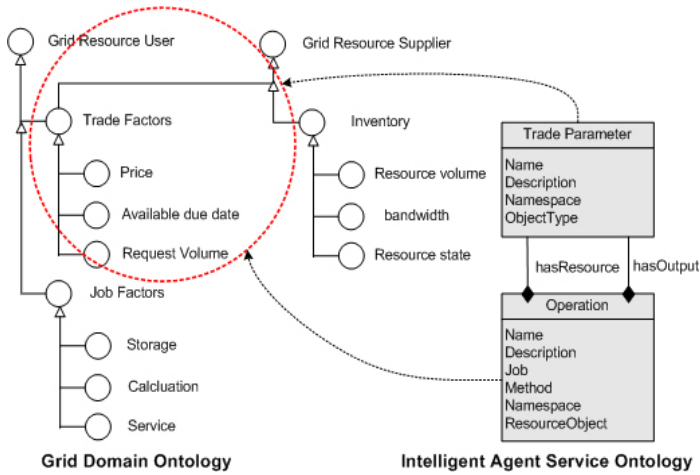 Grid Resource User
Grid Resource Supplier
Trade Factors
Inventory
Price
Resource volume
Available due date
bandwidth
Request Volume
Resource state
Job Factors
Storage
Calcluation
Service
Trade Parameter
Name
Description
Namespace
ObjectType
hasResource
hasOutput
Operation
Name
Description
Job
Method
Namespace
ResourceObject
Grid Domain Ontology
Intelligent Agent Service Ontology